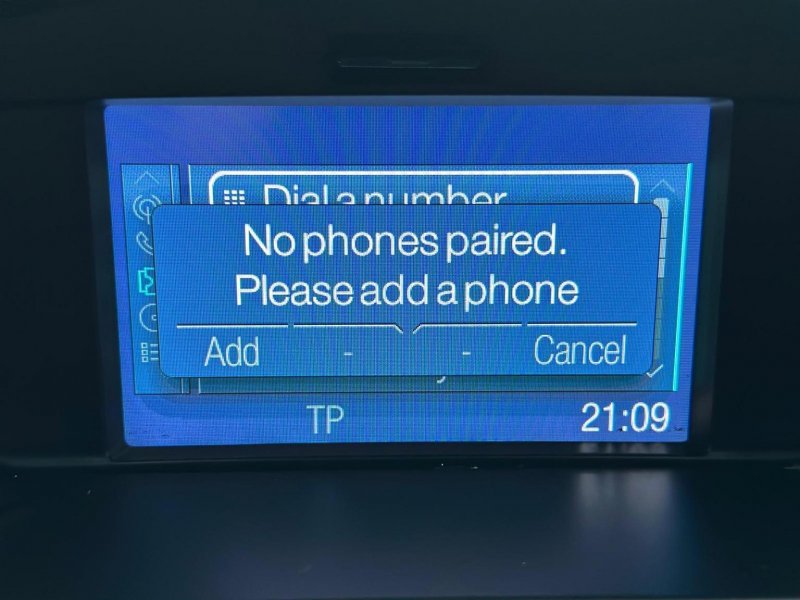 Dial a number
No phones paired.
Please add a phone
Add - - Cancel
TP 21:09